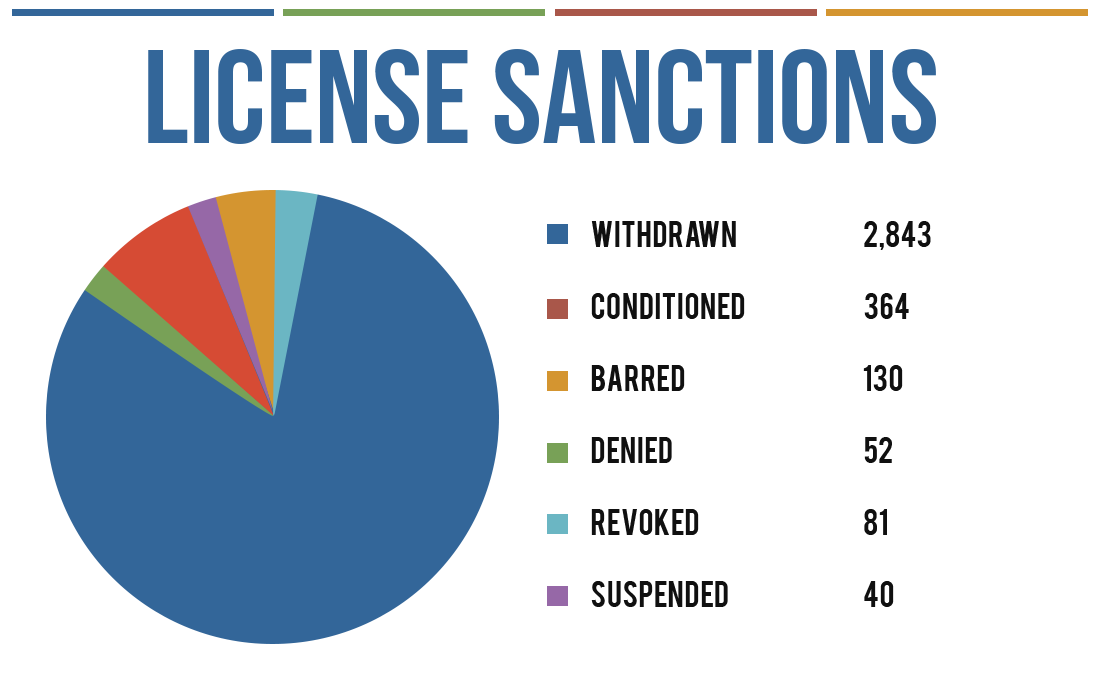 LICENSE SANCTIONS
WITHDRAWN 2,843
CONDITIONED 364
BARRED 130
DENIED 52
REVOKED 81
SUSPENDED 40